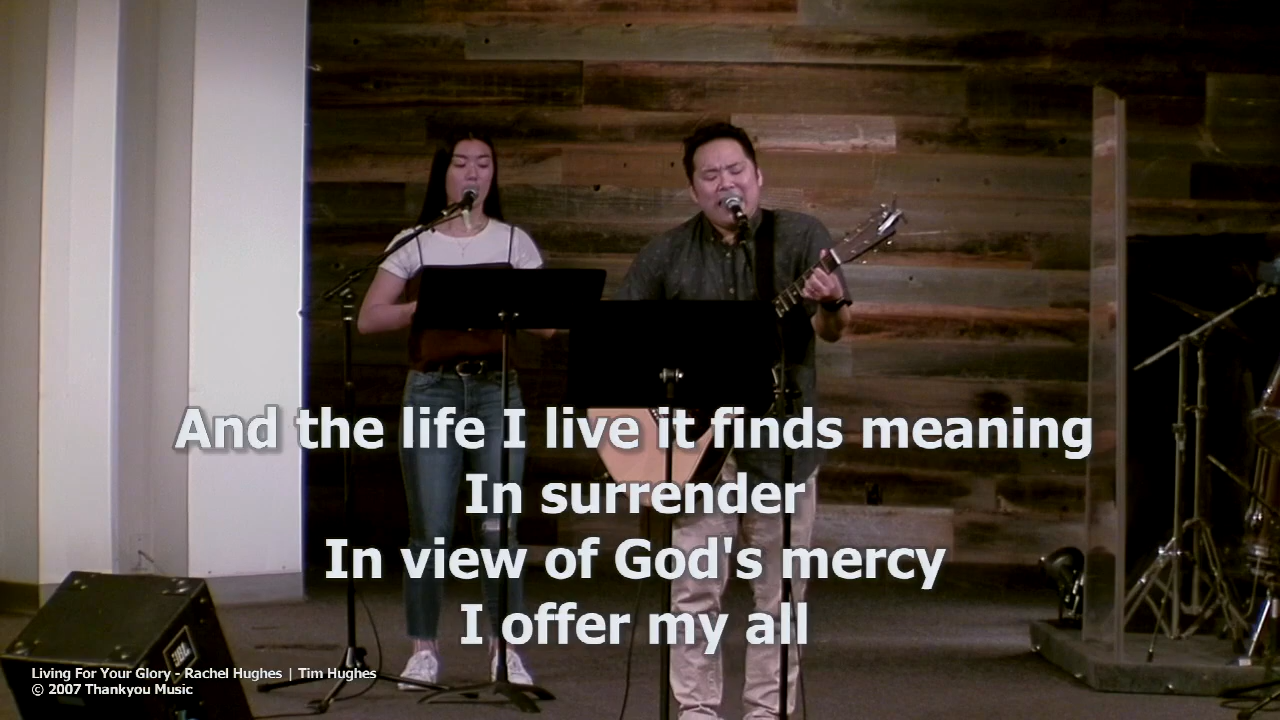 And the life I live it finds meaning
In surrender
In view of God's mercy
I offer my all
JBL
Living For Your Glory - Rachel Hughes | Tim Hughes
© 2007 Thankyou Music